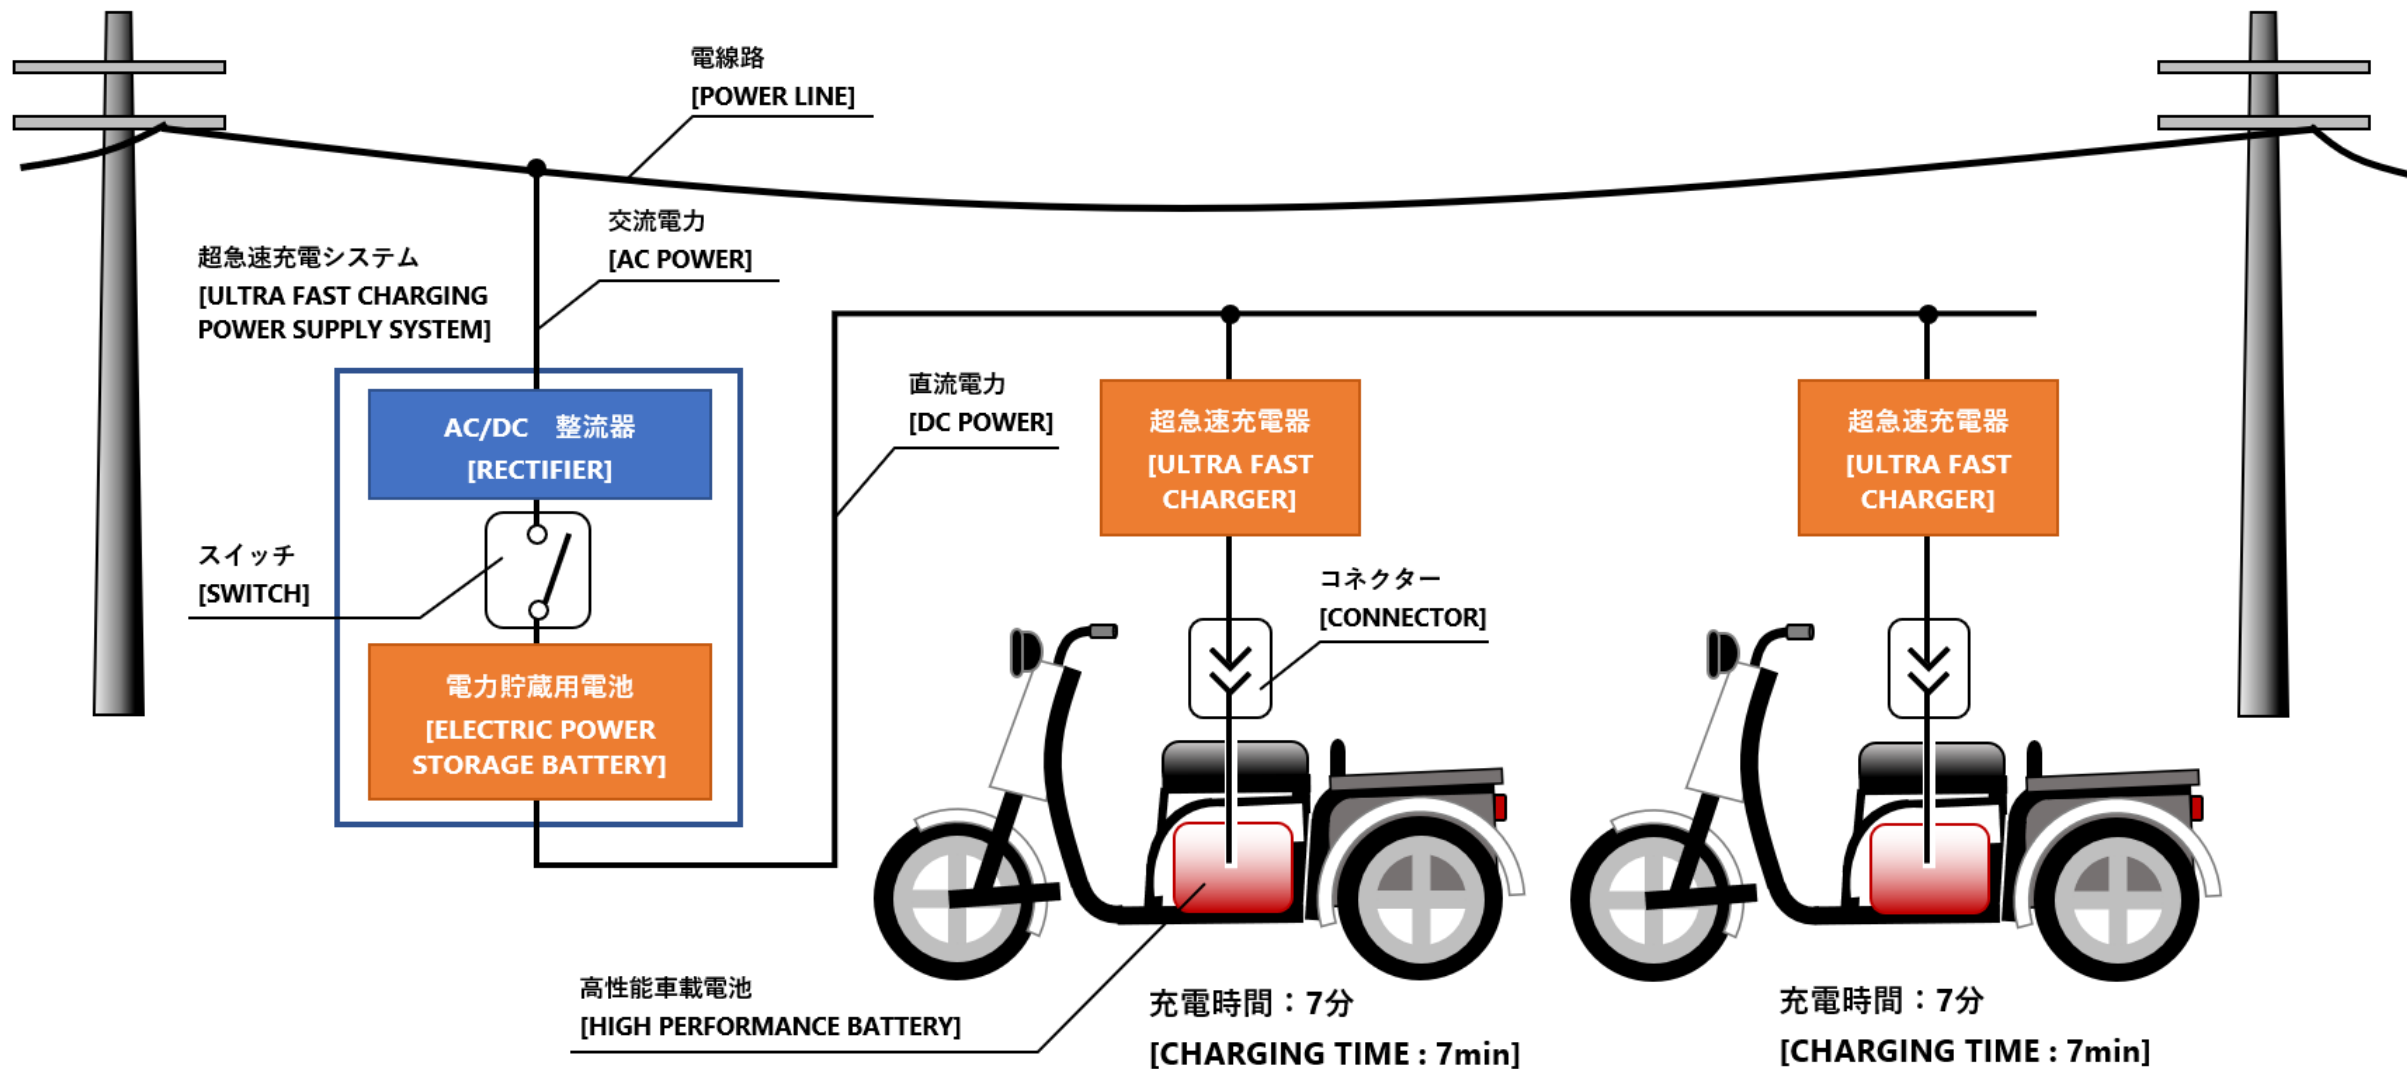 電線路
[POWER LINE]
交流電力
[AC POWER]
超急速充電システム
[ULTRA FAST CHARGING
POWER SUPPLY SYSTEM]
AC/DC　整流器
[RECTIFIER]
スイッチ
[SWITCH]
電力貯蔵用電池
[ELECTRIC POWER
STORAGE BATTERY]
直流電力
[DC POWER]
超急速充電器
[ULTRA FAST
CHARGER]
超急速充電器
[ULTRA FAST
CHARGER]
コネクター
[CONNECTOR]
高性能車載電池
[HIGH PERFORMANCE BATTERY]
充電時間：7分
[CHARGING TIME : 7min]
充電時間：7分
[CHARGING TIME : 7min]